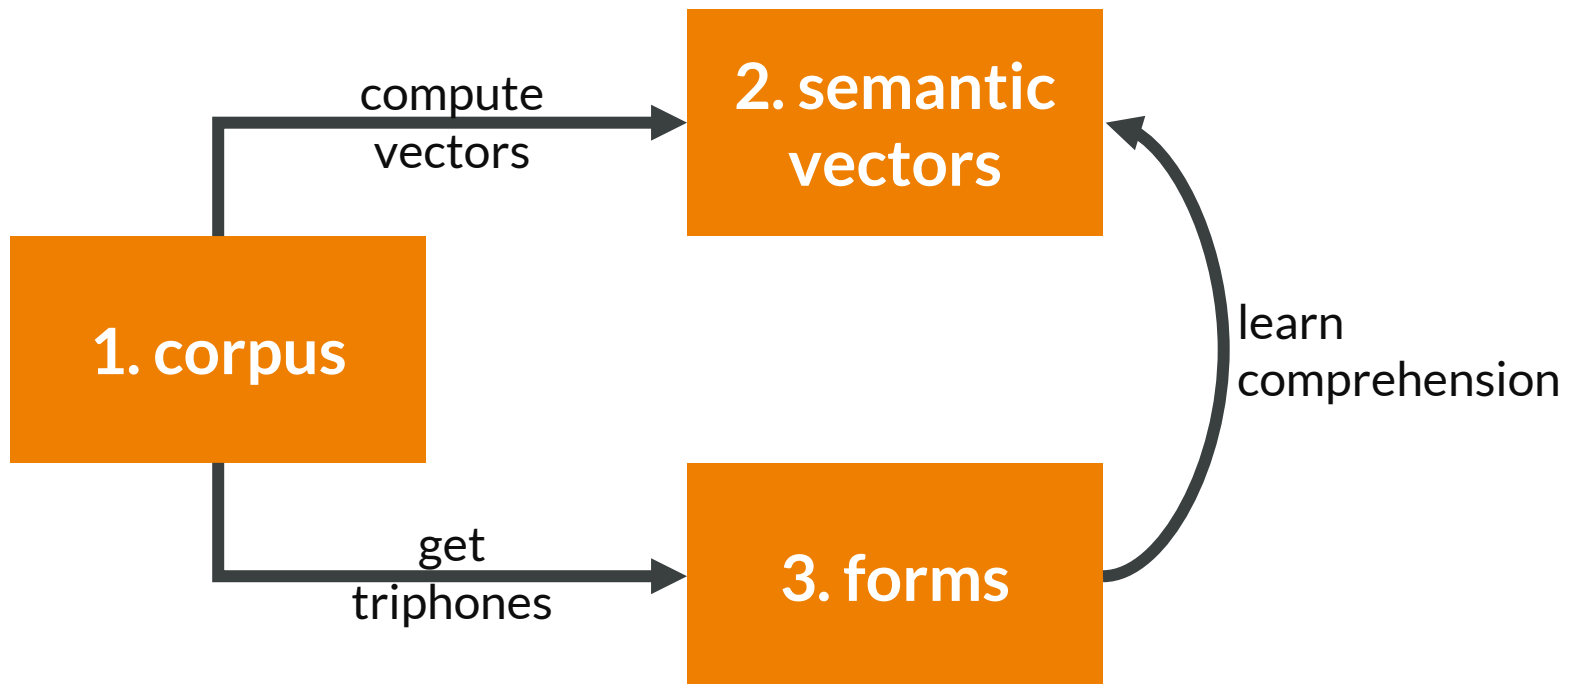 compute
vectors
2. semantic
vectors
1. corpus
learn
comprehension
get
triphones
3. forms